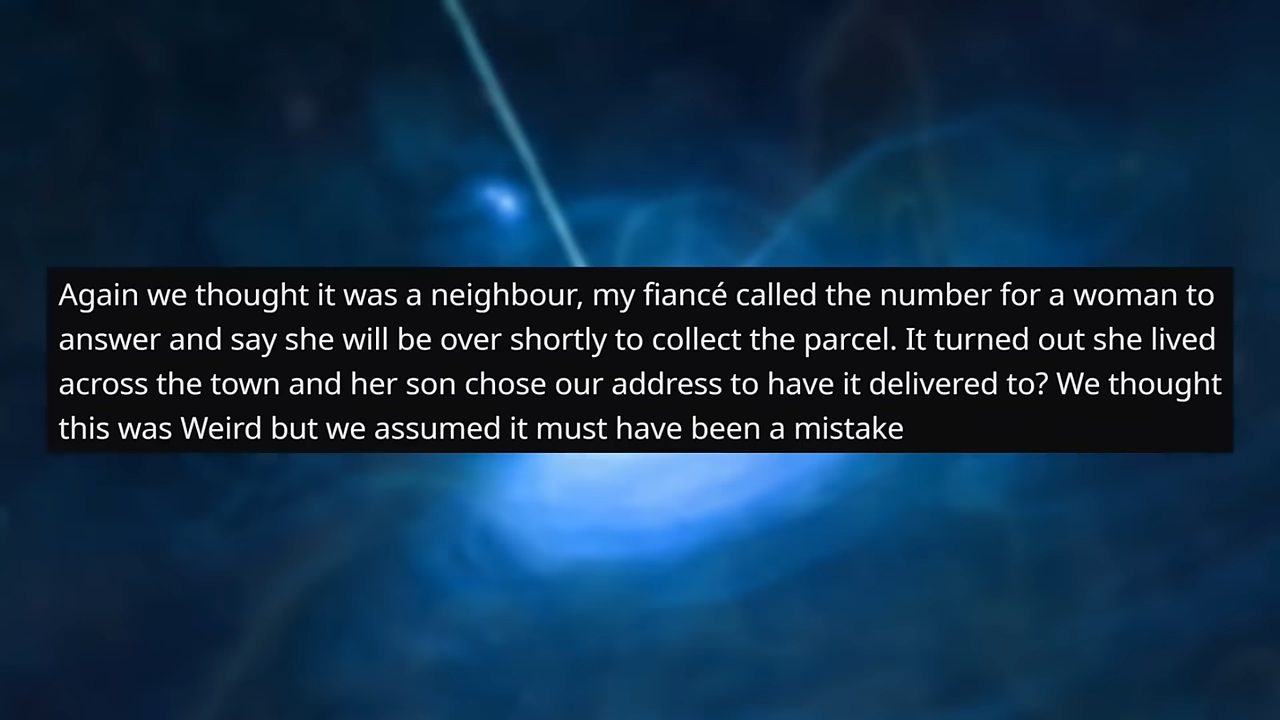 Again we thought it was a neighbour, my fiancé called the number for a woman to
answer and say she will be over shortly to collect the parcel. It turned out she lived
across the town and her son chose our address to have it delivered to? We thought
this was Weird but we assumed it must have been a mistake